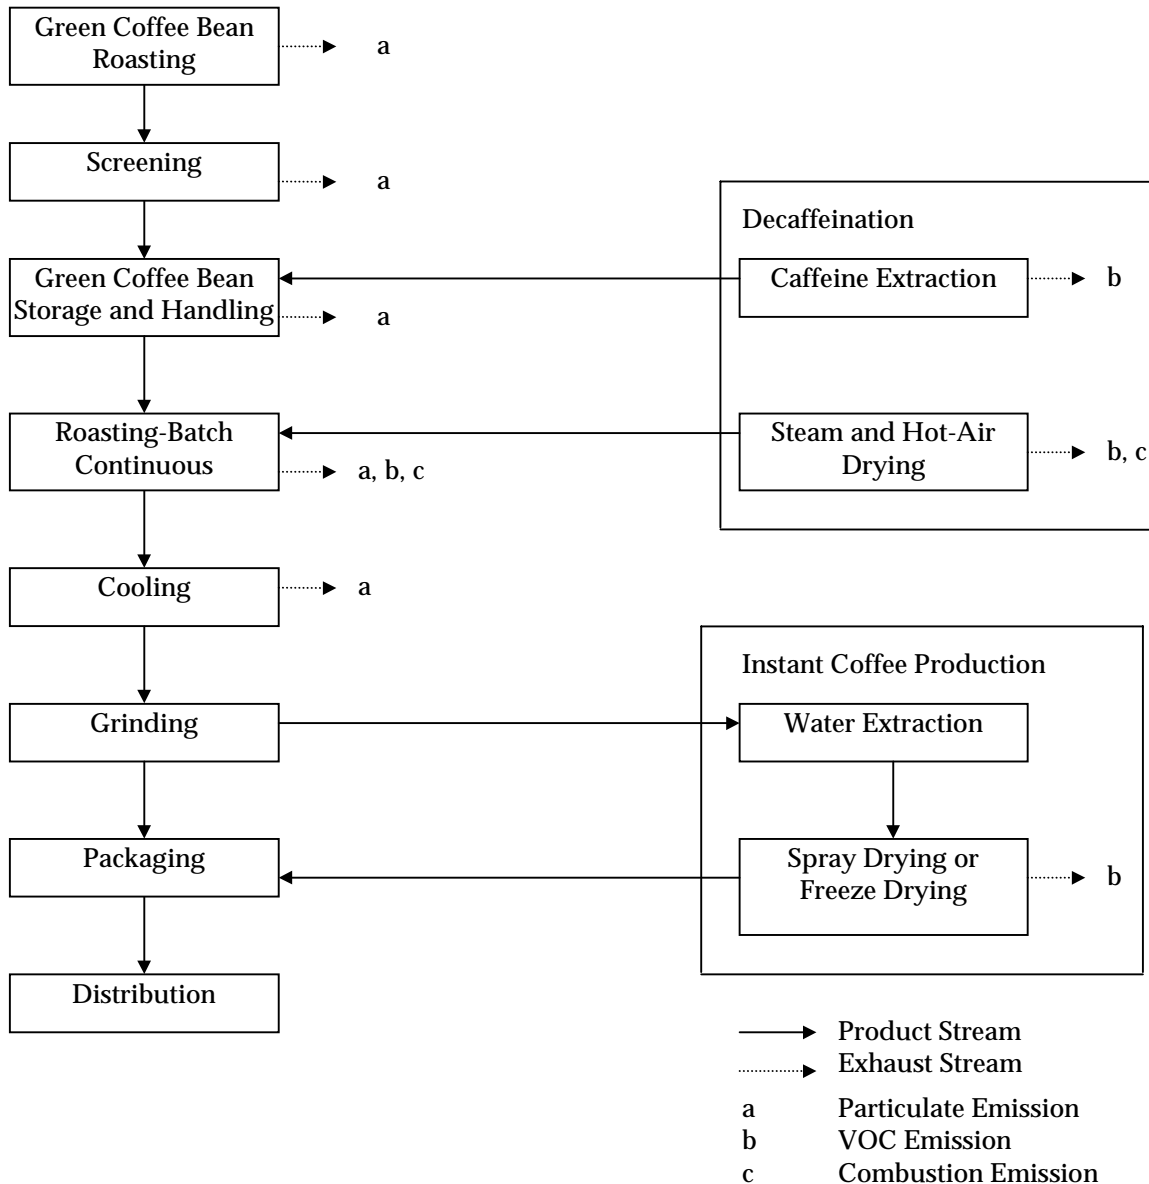 Green Coffee Bean
Roasting
a
Screening
a
Green Coffee Bean
Storage and Handling
a
Roasting-Batch
Continuous
a, b, c
Cooling
a
Grinding
Packaging
Distribution
Decaffeination
Caffeine Extraction
b
Steam and Hot-Air
Drying
b, c
Instant Coffee Production
Water Extraction
Spray Drying or
Freeze Drying
b
Product Stream
Exhaust Stream
a Particulate Emission
b VOC Emission
c Combustion Emission